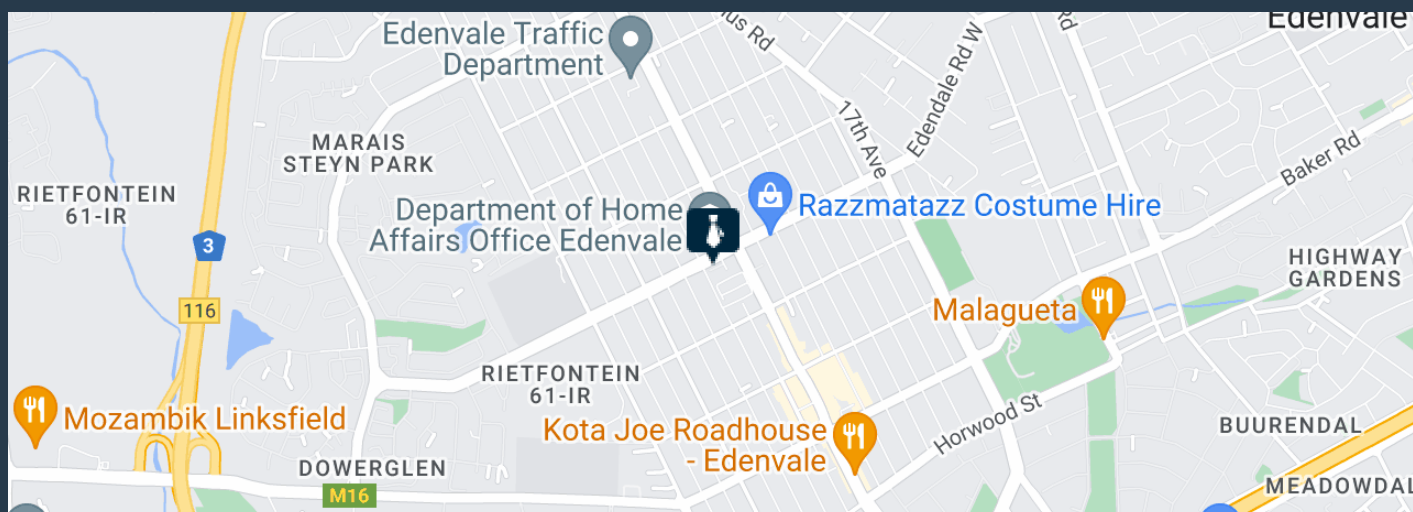 Edenvale Traffic
Department
us Rd
Rd
Edenvale
MARAIS
STEYN PARK
17th Ave
Edendale Rd W
Baker Rd
RIETFONTEIN
61-IR
Department of Home
Affairs Office Edenvale
Razzmatazz Costume Hire
3
HIGHWAY
GARDENS
116
Malagueta
RIETFONTEIN
61-IR
Mozambik Linksfield
Kota Joe Roadhouse
- Edenvale
Horwood St
BUURENDAL
DOWERGLEN
M16
MEADOWDAL